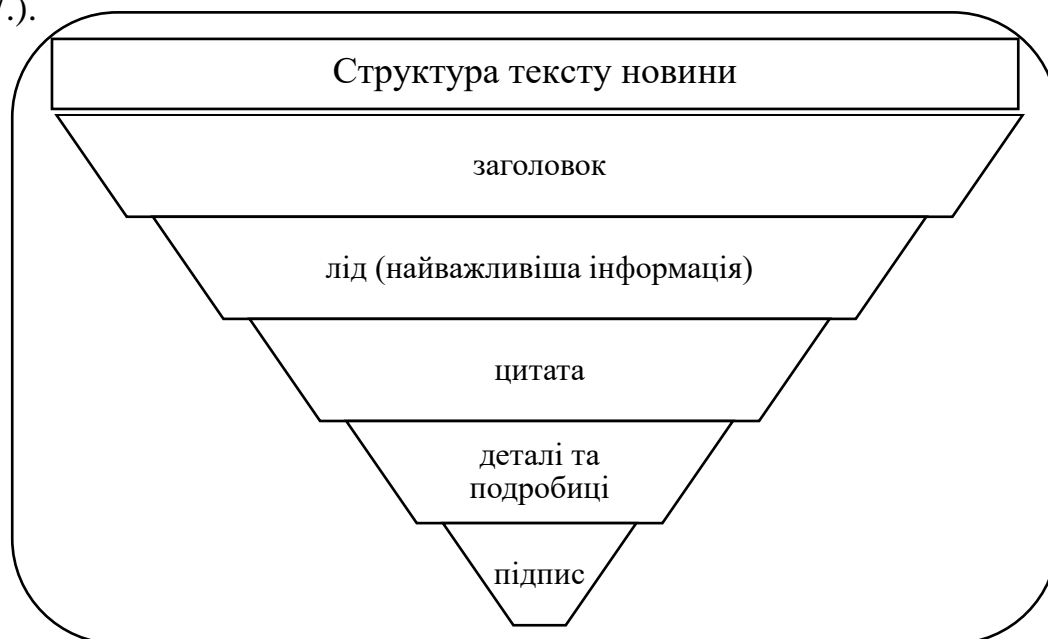 .).
Структура тексту новини
заголовок
лід (найважливіша інформація)
цитата
деталі та
подробиці
підпис